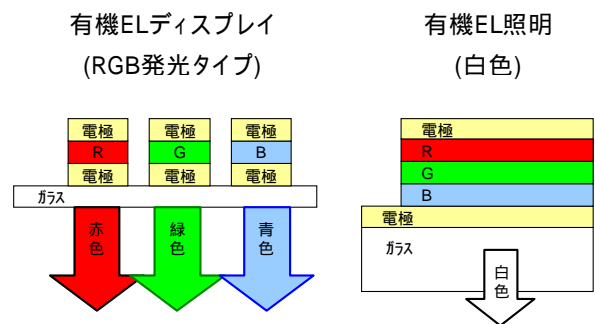 有機ELディスプレイ
(RGB発光タイプ)
電極
電極
電極
R
G
B
電極
電極
電極
ガラス
赤色
緑色
青色
有機EL照明
(白色)
電極
R
G
B
電極
ガラス
白色